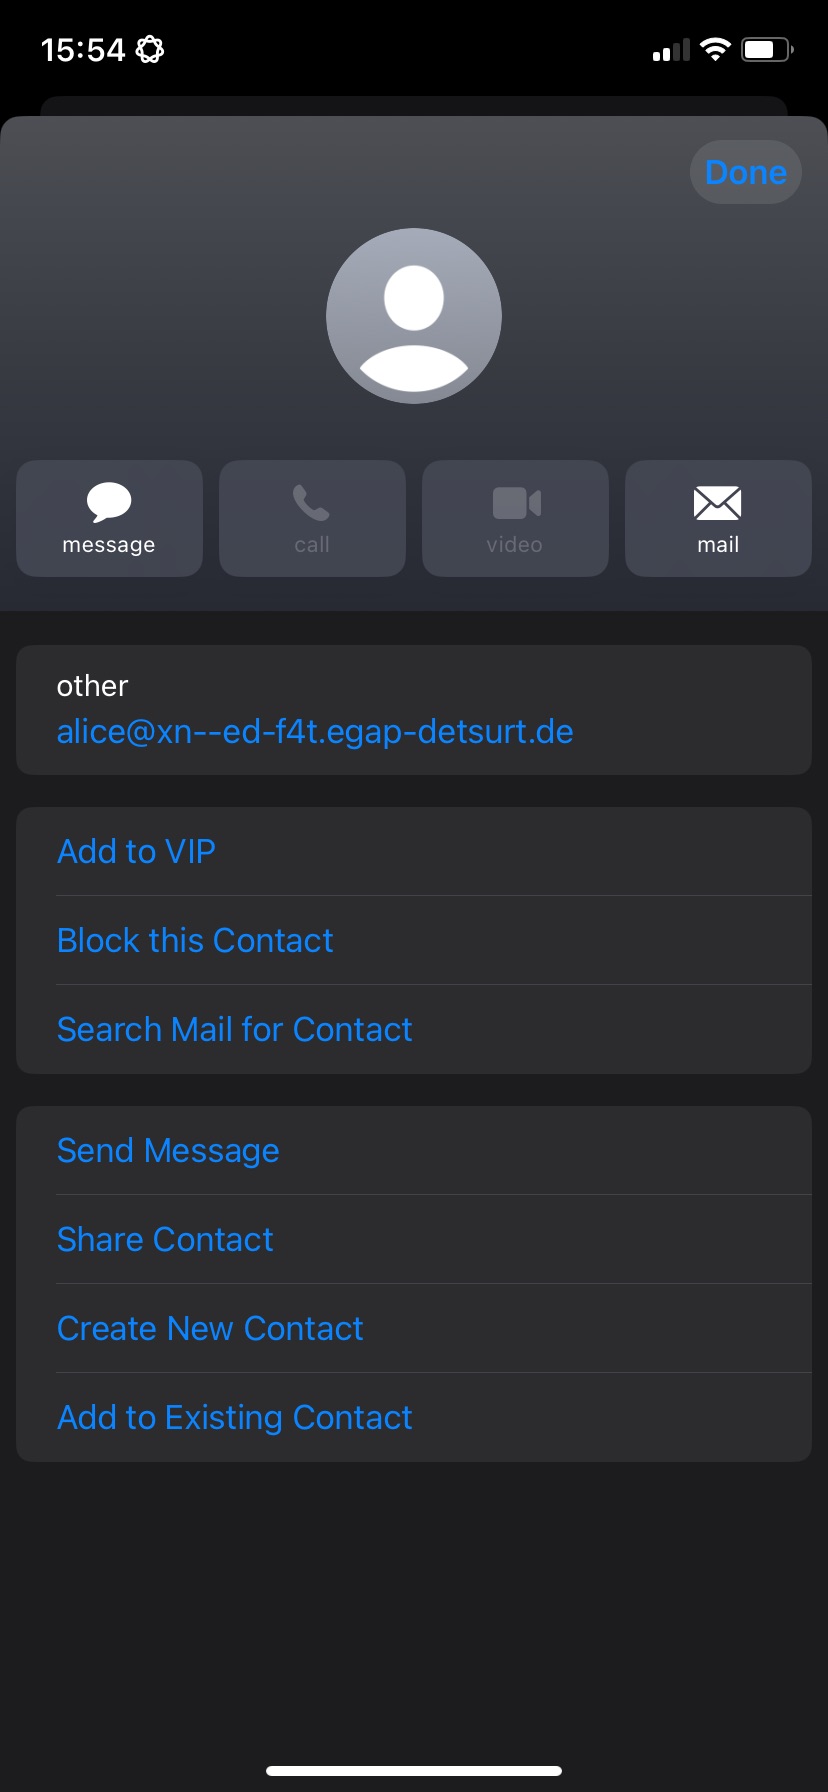 15:54
Done
message
call
video
mail
other
alice@xn--ed-f4t.egap-detsurt.de
Add to VIP
Block this Contact
Search Mail for Contact
Send Message
Share Contact
Create New Contact
Add to Existing Contact